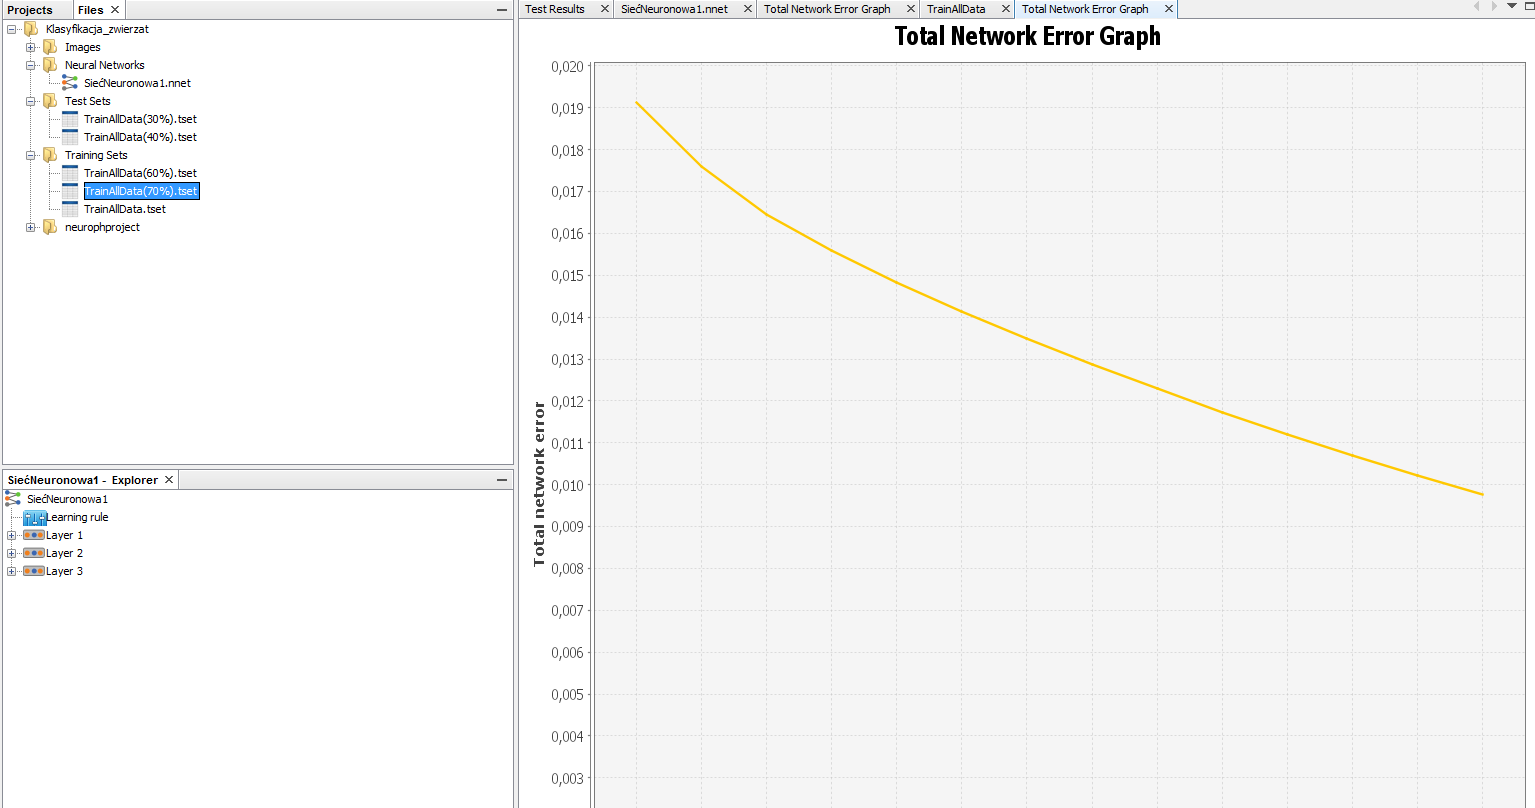 Projects
Files
Klasyfikacja_zwierzat
Images
Neural Networks
SiećNeuronowa1.nnet
Test Sets
TrainAllData(30%).tset
TrainAllData(40%).tset
Training Sets
TrainAllData(60%).tset
TrainAllData(70%).tset
TrainAllData.tset
neurophproject
SiećNeuronowa1 - Explorer
SiećNeuronowa1
Learning rule
Layer 1
Layer 2
Layer 3
Test Results
SiećNeuronowa1.nnet
Total Network Error Graph
TrainAllData
Total Network Error Graph
Total Network Error Graph
Total network error
0,020
0,019
0,018
0,017
0,016
0,015
0,014
0,013
0,012
0,011
0,010
0,009
0,008
0,007
0,006
0,005
0,004
0,003